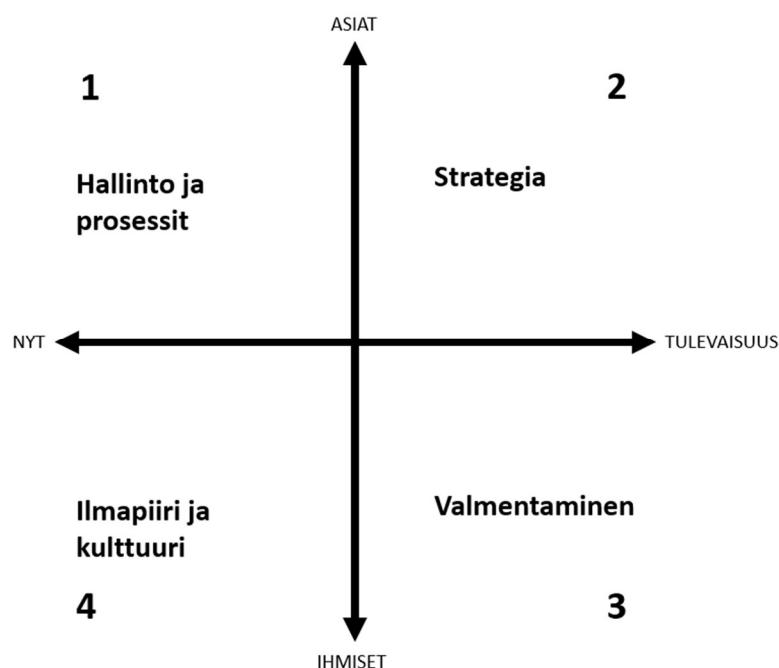 ASIAT
1
2
Hallinto ja
prosessit
Strategia
NYT
TULEVAISUUS
Ilmapiiri ja
kulttuuri
Valmentaminen
4
3
IHMISET